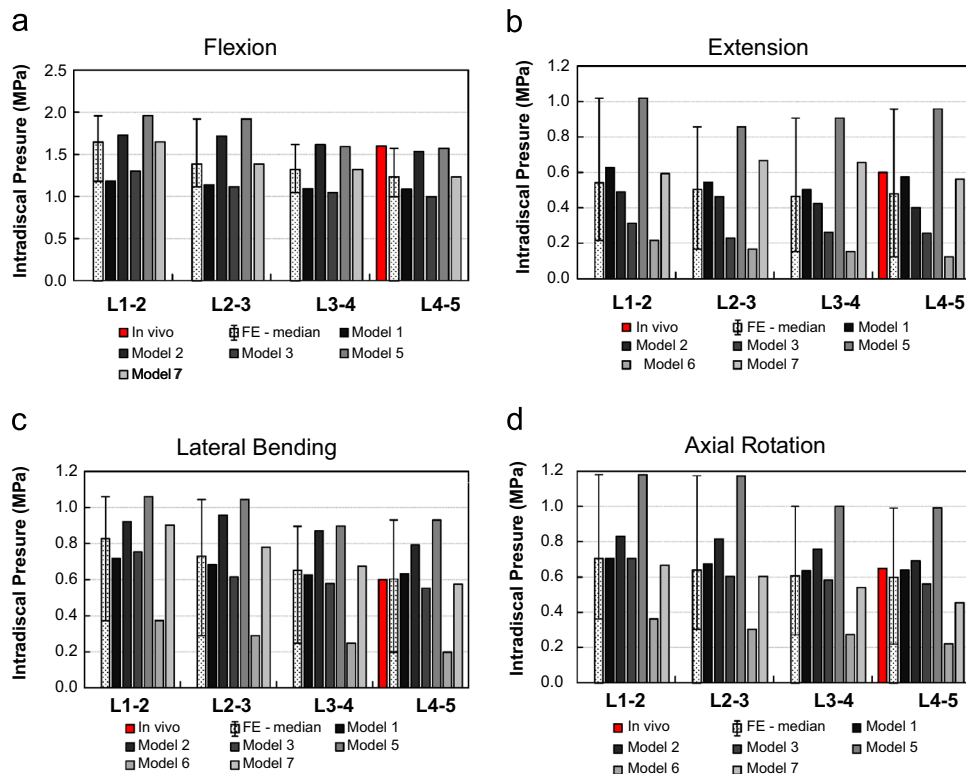 a
Flexion
Intradiscal Presure (MPa)
2.5
2.0
1.5
1.0
0.5
0.0
L1-2 L2-3 L3-4 L4-5
In vivo FE - median Model 1
Model 2 Model 3 Model 5
Model 7
b
Extension
Intradiscal Presure (MPa)
1.2
1.0
0.8
0.6
0.4
0.2
0.0
L1-2 L2-3 L3-4 L4-5
In vivo FE - median Model 1
Model 2 Model 3 Model 5
Model 6 Model 7
c
Lateral Bending
Intradiscal Presure (MPa)
1.2
1.0
0.8
0.6
0.4
0.2
0.0
L1-2 L2-3 L3-4 L4-5
In vivo FE - median Model 1
Model 2 Model 3 Model 5
Model 6 Model 7
d
Axial Rotation
Intradiscal Presure (MPa)
1.2
1.0
0.8
0.6
0.4
0.2
0.0
L1-2 L2-3 L3-4 L4-5
In vivo FE - median Model 1
Model 2 Model 3 Model 5
Model 6 Model 7